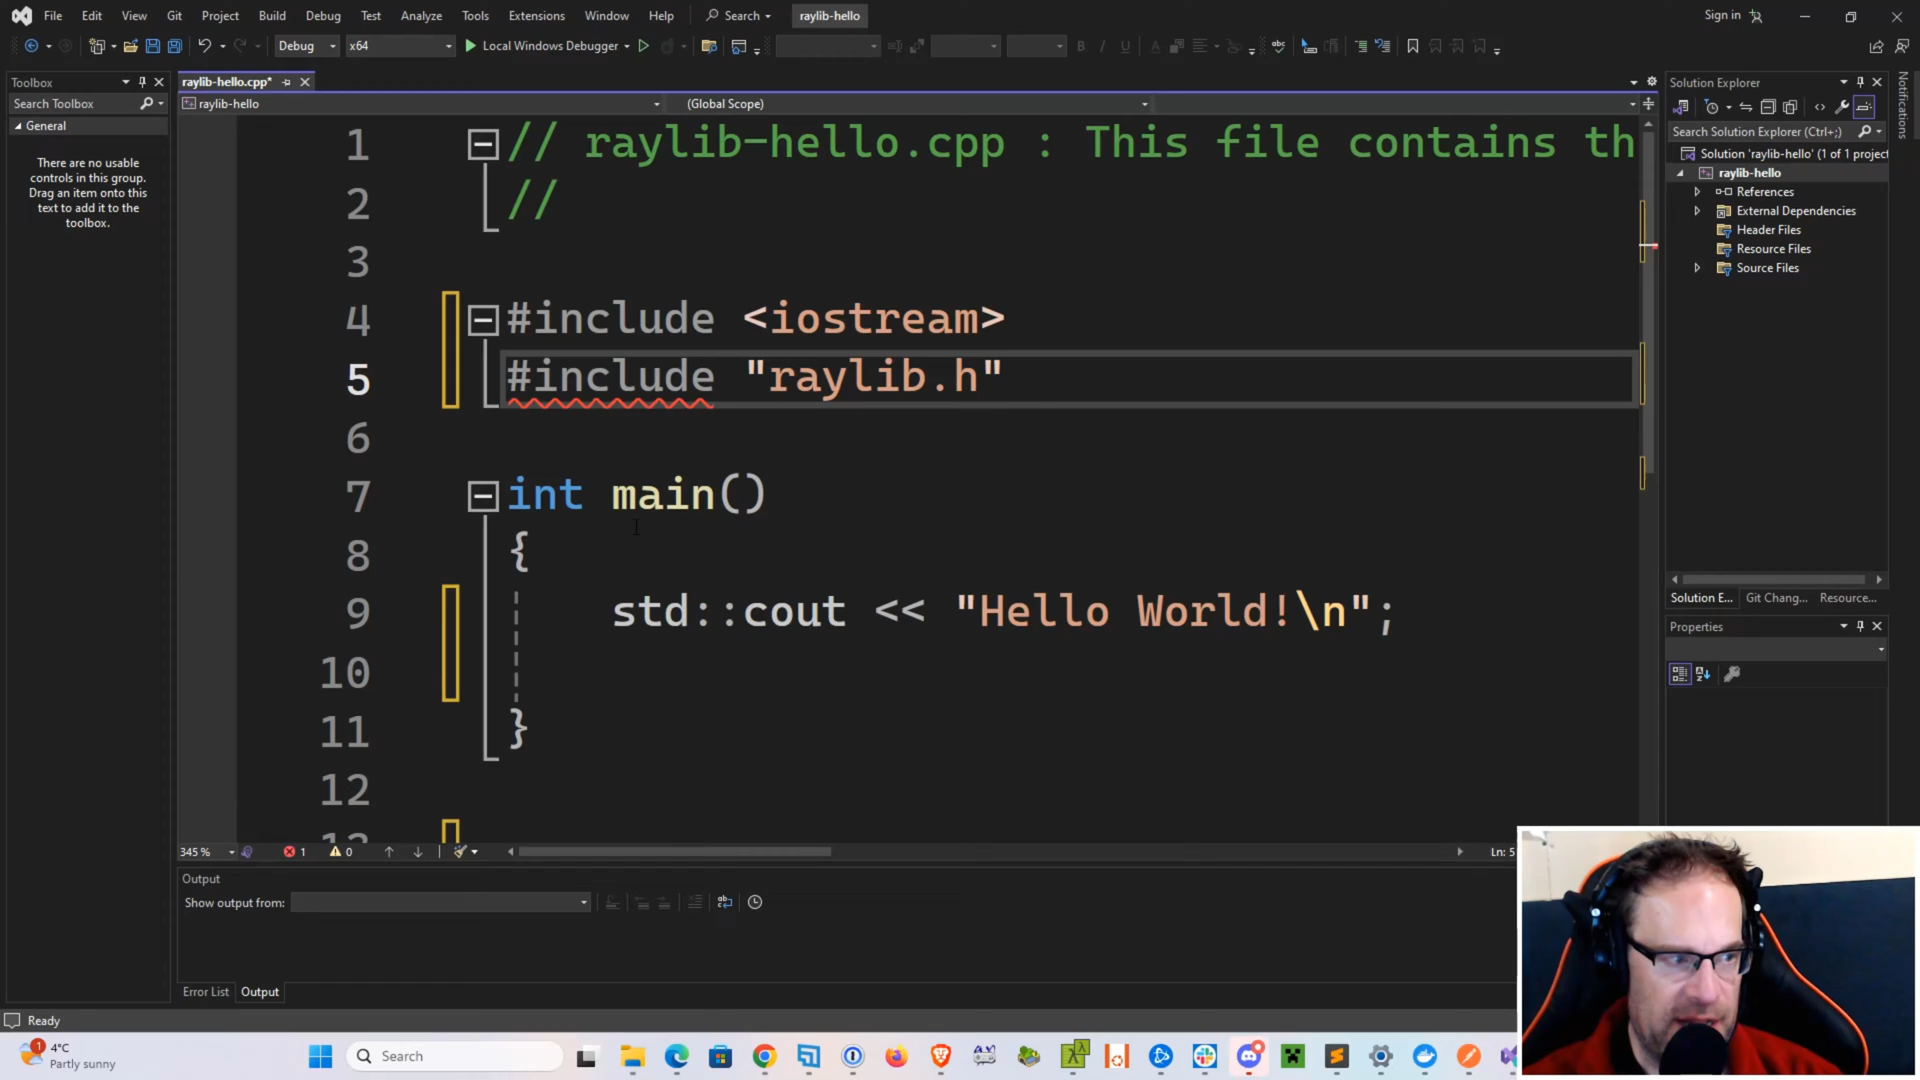 File Edit View Git Project Build Debug Test Analyze Tools Extensions Window Help Search raylib-hello Sign in
Debug x64 Local Windows Debugger
Toolbox
Search Toolbox
General
There are no usable
controls in this group.
Drag an item onto this
text to add it to the
toolbox.
raylib-hello.cpp*
raylib-hello (Global Scope)
1 // raylib-hello.cpp : This file contains th
2 //
3
4 #include <iostream>
5 #include "raylib.h"
6
7 int main()
8 {
9 std::cout << "Hello World!\n";
10
11 }
12
345 % 1 0 Ln: 5
Output
Show output from:
Error List Output
Ready
Solution Explorer
Search Solution Explorer (Ctrl+;)
Solution 'raylib-hello' (1 of 1 project
raylib-hello
References
External Dependencies
Header Files
Resource Files
Source Files
Solution E... Git Chang... Resource...
Properties
Notifications
1 4°C
Partly sunny
Search